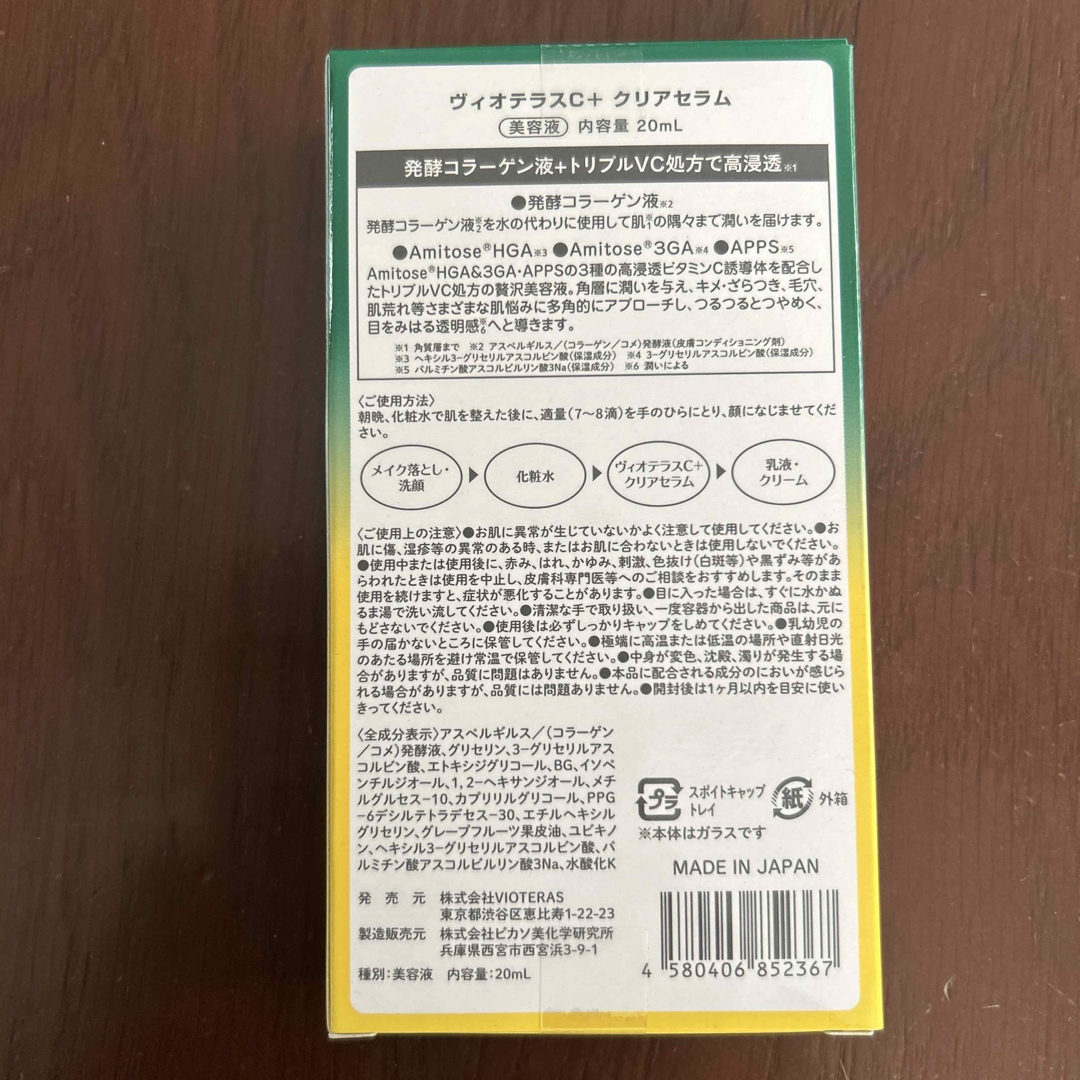 ヴィオテラスC+ クリアセラム
美容液 内容量 20mL
発酵コラーゲン液+トリプルVC処方で高浸透※1
●発酵コラーゲン液※2
発酵コラーゲン液※2を水の代わりに使用して肌※1の隅々まで潤いを届けます。
●Amitose®HGA※3 ●Amitose®3GA※4 ●APPS※5
Amitose®HGA&3GA・APPSの3種の高浸透ビタミンC誘導体を配合し
たトリプルVC処方の贅沢美容液。角層に潤いを与え、キメ・ざらつき、毛穴、
肌荒れ等さまざまな肌悩みに多角的にアプローチし、つるつるとつやめく、
目をみはる透明感※6へと導きます。
※1 角質層まで ※2 アスペルギルス/(コラーゲン/コメ)発酵液(皮膚コンディショニング剤)
※3 ヘキシル3-グリセリルアスコルビン酸(保湿成分) ※4 3-グリセリルアスコルビン酸(保湿成分)
※5 パルミチン酸アスコルビルリン酸3Na(保湿成分) ※6 潤いによる
〈ご使用方法〉
朝晩、化粧水で肌を整えた後に、適量(7〜8滴)を手のひらにとり、顔になじませてくだ
さい。
メイク落とし・
洗顔
化粧水
ヴィオテラスC+
クリアセラム
乳液・
クリーム
〈ご使用上の注意〉●お肌に異常が生じていないかよく注意して使用してください。●お
肌に傷、湿疹等の異常のある時、またはお肌に合わないときは使用しないでください。
●使用中または使用後に、赤み、はれ、かゆみ、刺激、色抜け(白斑等)や黒ずみ等があ
らわれたときは使用を中止し、皮膚科専門医等へのご相談をおすすめします。そのまま
使用を続けますと、症状が悪化することがあります。●目に入った場合は、すぐに水かぬ
るま湯で洗い流してください。●清潔な手で取り扱い、一度容器から出した商品は、元に
もどさないでください。●使用後は必ずしっかりキャップをしめてください。●乳幼児の
手の届かないところに保管してください。●極端に高温または低温の場所や直射日光
のあたる場所を避け常温で保管してください。●中身が変色、沈殿、濁りが発生する場
合がありますが、品質に問題はありません。●本品に配合される成分のにおいが感じら
れる場合がありますが、品質には問題ありません。●開封後は1ヶ月以内を目安に使い
きってください。
〈全成分表示〉アスペルギルス/(コラーゲン
/コメ)発酵液、グリセリン、3-グリセリルアス
コルビン酸、エトキシジグリコール、BG、イソペ
ンチルジオール、1,2-ヘキサンジオール、メチ
ルグルセス-10、カプリリルグリコール、PPG
-6デシルテトラデセス-30、エチルヘキシル
グリセリン、グレープフルーツ果皮油、ユビキノ
ン、ヘキシル3-グリセリルアスコルビン酸、パ
ルミチン酸アスコルビルリン酸3Na、水酸化K
プラ
スポイトキャップ
トレイ
紙
外箱
※本体はガラスです
MADE IN JAPAN
発売元 株式会社VIOTERAS
東京都渋谷区恵比寿1-22-23
製造販売元 株式会社ピカソ美化学研究所
兵庫県西宮市西宮浜3-9-1
種別:美容液 内容量:20mL
4 580406 852367